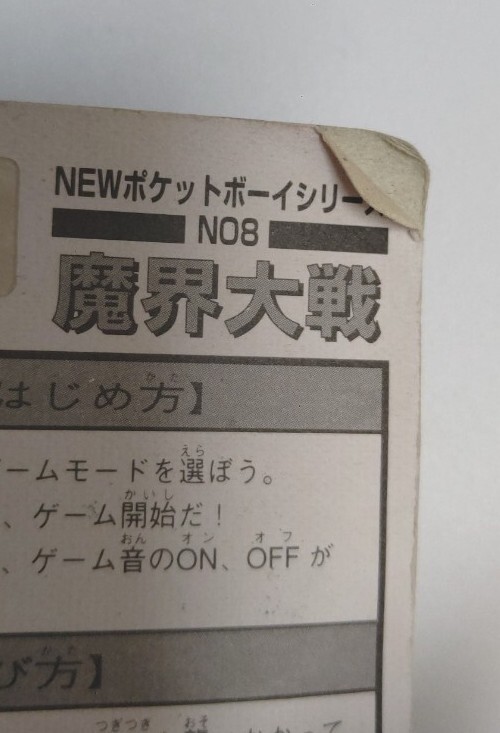 NEWポケットボーイシリーズ
NO8
魔界大戦
はじめ方】
ームモードを選ぼう。
、ゲーム開始だ！
、ゲーム音のON、OFFが
び方】